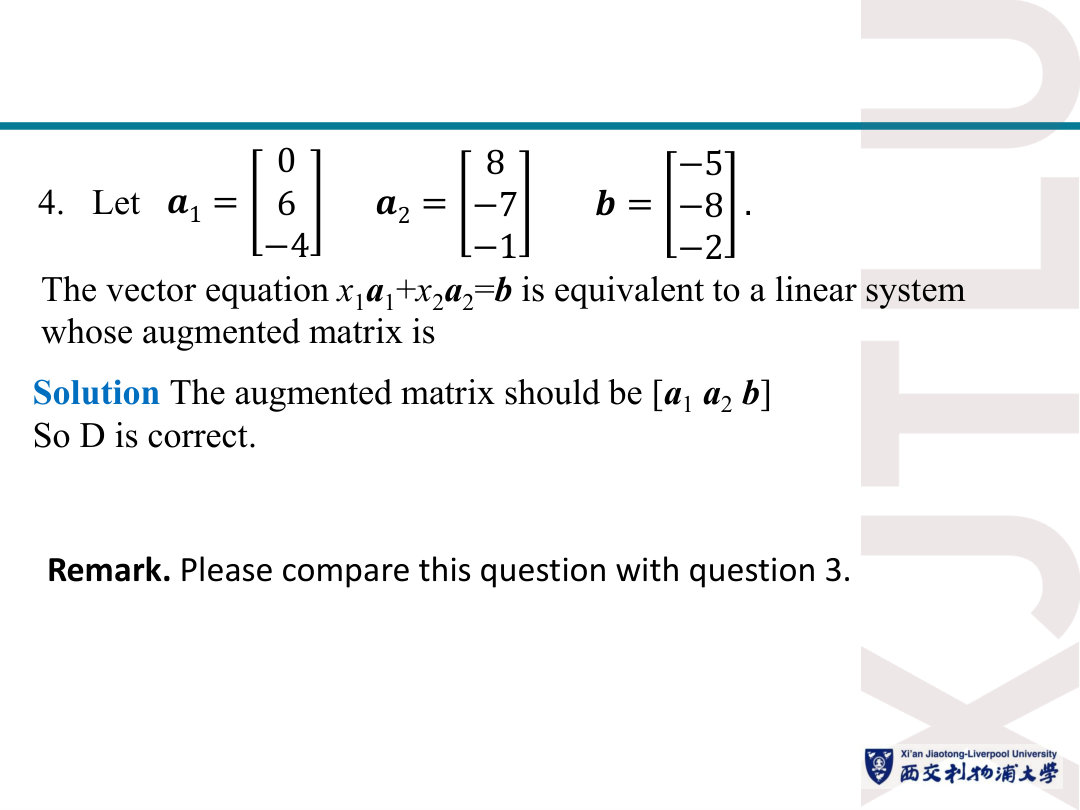 4. Let a₁ = [0 6 −4] a₂ = [8 −7 −1] b = [−5 −8 −2].
The vector equation x₁a₁+x₂a₂=b is equivalent to a linear system
whose augmented matrix is
Solution The augmented matrix should be [a₁ a₂ b]
So D is correct.
Remark. Please compare this question with question 3.
XJTLU
Xi'an Jiaotong-Liverpool University
西交利物浦大學